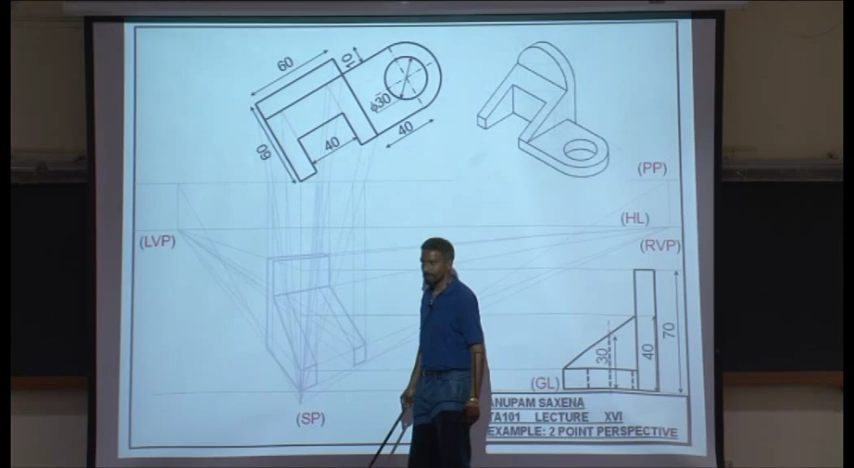 60
10
ϕ30
60
40
40
(PP)
(HL)
(LVP)
(RVP)
70
30
40
(GL)
(SP)
ANUPAM SAXENA
TA101 LECTURE XVI
EXAMPLE: 2 POINT PERSPECTIVE